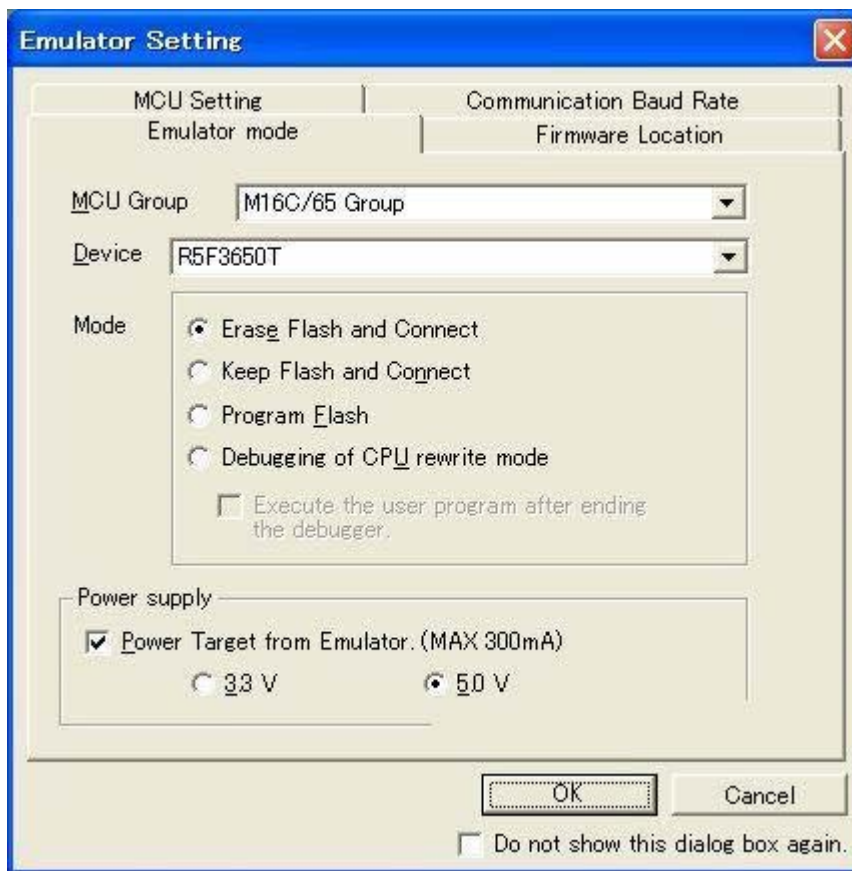 Emulator Setting
MCU Setting
Communication Baud Rate
Emulator mode
Firmware Location
MCU Group
M16C/65 Group
Device
R5F3650T
Mode
Erase Flash and Connect
Keep Flash and Connect
Program Flash
Debugging of CPU rewrite mode
Execute the user program after ending
the debugger.
Power supply
Power Target from Emulator. (MAX 300mA)
3.3 V
5.0 V
OK
Cancel
Do not show this dialog box again.